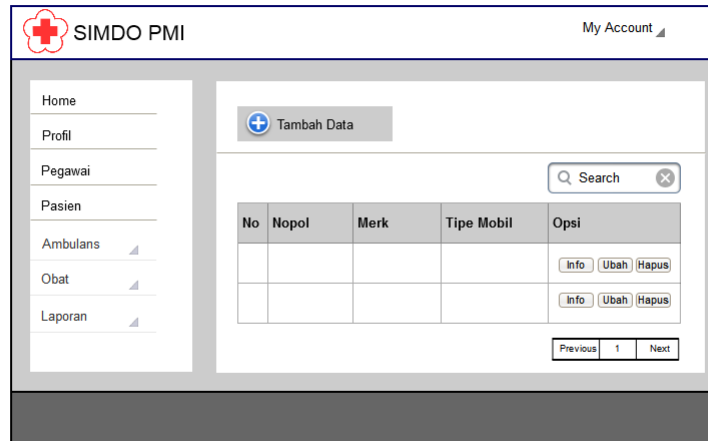 SIMDO PMI
My Account
Home
Profil
Pegawai
Pasien
Ambulans
Obat
Laporan
Tambah Data
Search
No Nopol Merk Tipe Mobil Opsi
Info Ubah Hapus
Info Ubah Hapus
Previous 1 Next